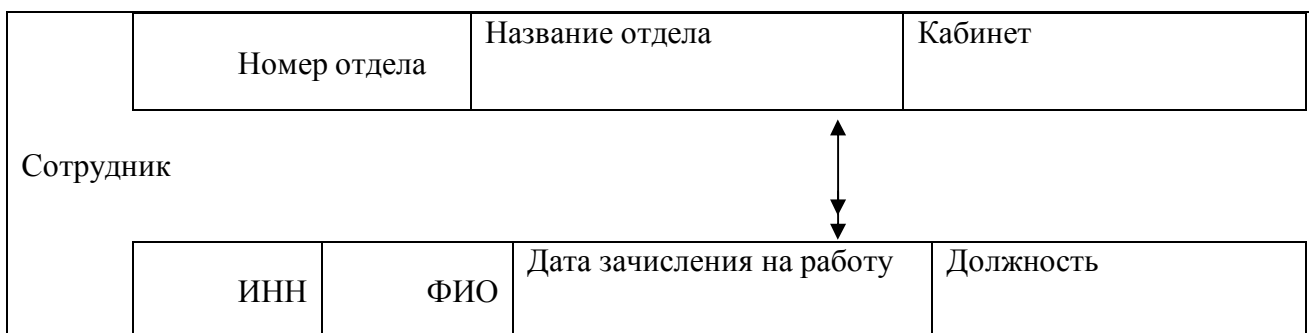 Номер отдела
Название отдела
Кабинет
Сотрудник
ИНН
ФИО
Дата зачисления на работу
Должность